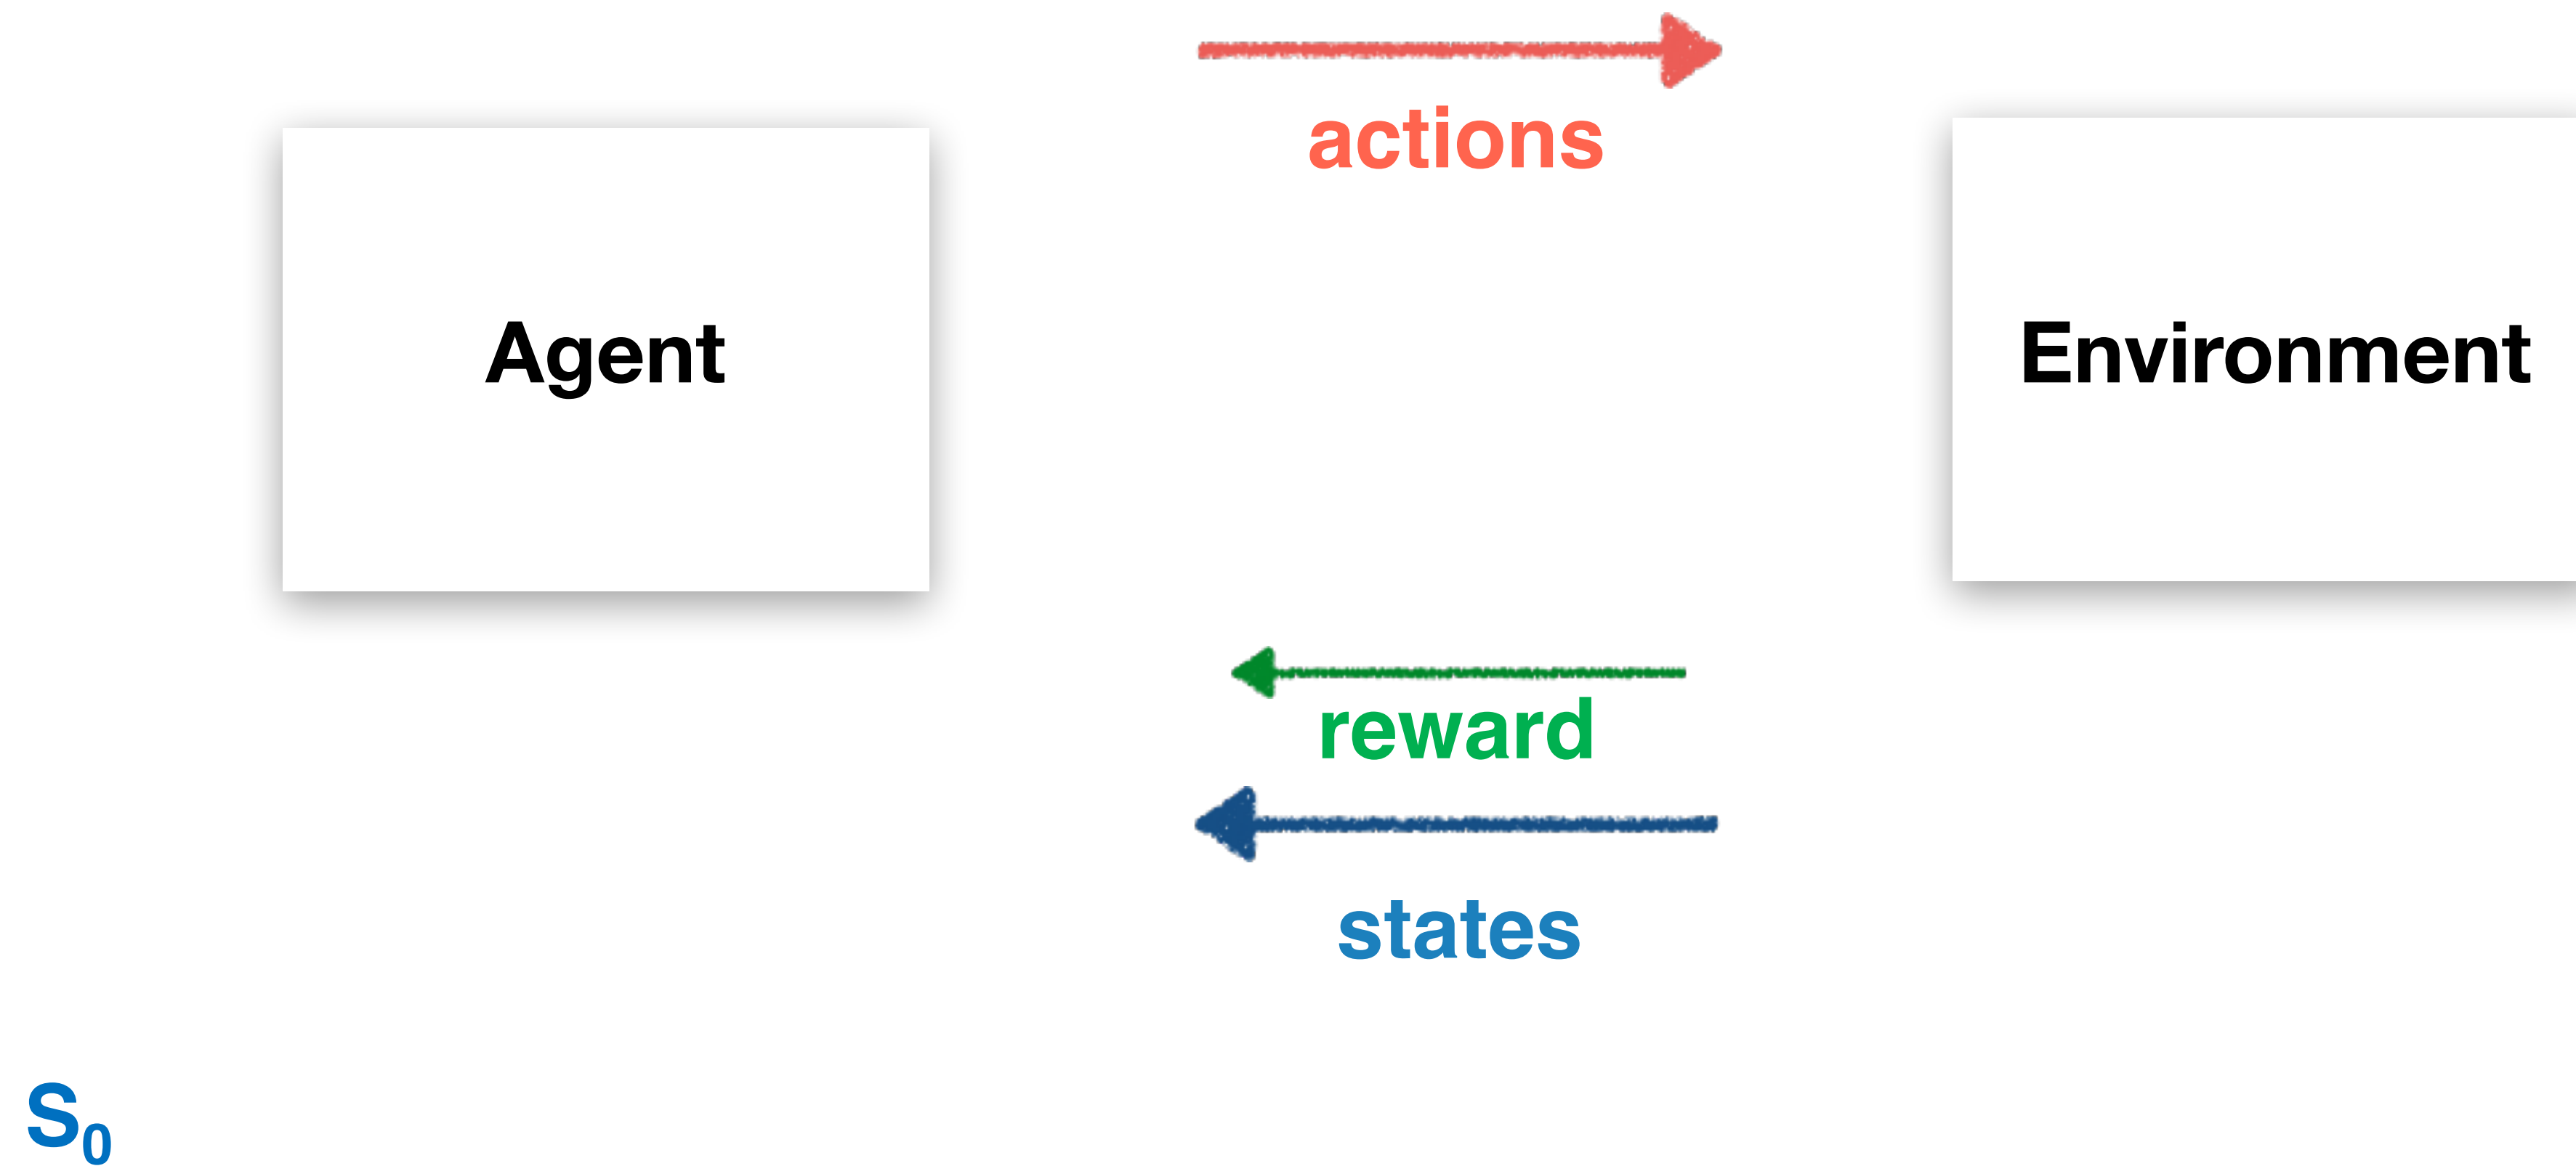 actions
Agent
Environment
reward
states
S₀